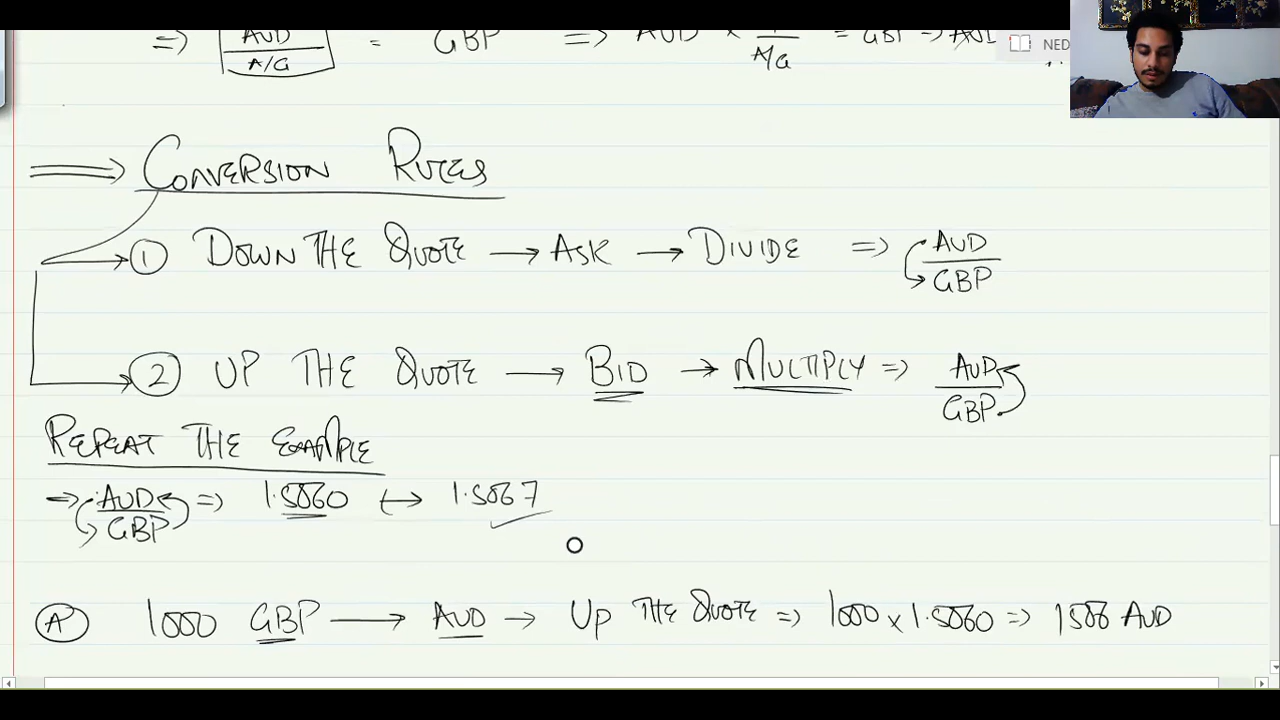 => AUD / A/G = GBP => AUD × 1 / A/G = GBP => AUD
NED
=> CONVERSION RULES
① DOWN THE QUOTE → ASK → DIVIDE => AUD / GBP
② UP THE QUOTE → BID → MULTIPLY => AUD / GBP
REPEAT THE EXAMPLE
=> AUD / GBP => 1.5060 ↔ 1.5067
Ⓐ 1000 GBP → AUD → UP THE QUOTE => 1000 × 1.5060 => 1506 AUD